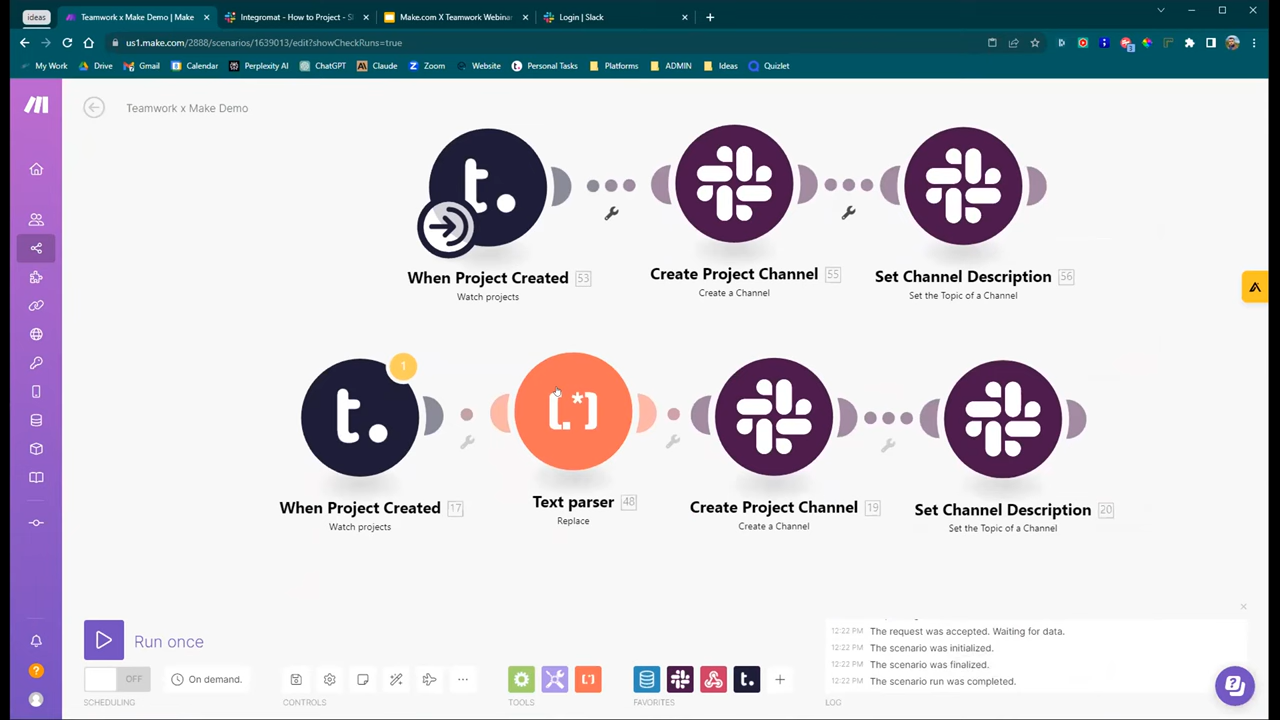 ideas
Teamwork x Make Demo | Make
Integromat - How to Project - S
Make.com X Teamwork Webinar
Login | Slack
us1.make.com/2888/scenarios/1639013/edit?showCheckRuns=true
My Work
Drive
Gmail
Calendar
Perplexity AI
ChatGPT
Claude
Zoom
Website
Personal Tasks
Platforms
ADMIN
Ideas
Quizlet
Teamwork x Make Demo
When Project Created 53
Watch projects
Create Project Channel 55
Create a Channel
Set Channel Description 56
Set the Topic of a Channel
1
When Project Created 17
Watch projects
Text parser 48
Replace
Create Project Channel 19
Create a Channel
Set Channel Description 20
Set the Topic of a Channel
Run once
OFF
On demand.
SCHEDULING
CONTROLS
TOOLS
FAVORITES
LOG
12:22 PM The request was accepted. Waiting for data.
12:22 PM The scenario was initialized.
12:22 PM The scenario was finalized.
12:22 PM The scenario run was completed.